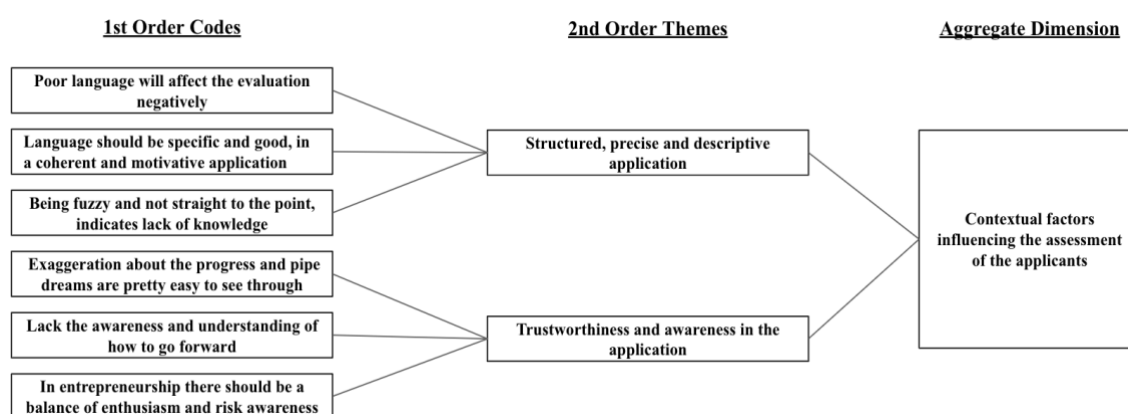 1st Order Codes
2nd Order Themes
Aggregate Dimension
Poor language will affect the evaluation
negatively
Language should be specific and good, in
a coherent and motivative application
Being fuzzy and not straight to the point,
indicates lack of knowledge
Exaggeration about the progress and pipe
dreams are pretty easy to see through
Lack the awareness and understanding of
how to go forward
In entrepreneurship there should be a
balance of enthusiasm and risk awareness
Structured, precise and descriptive
application
Trustworthiness and awareness in the
application
Contextual factors
influencing the assessment
of the applicants